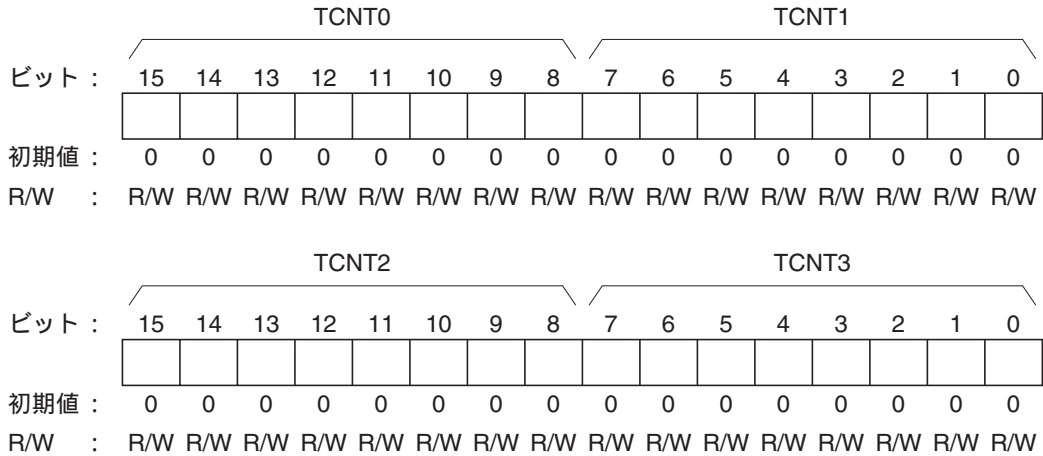 TCNT0 TCNT1
ビット : 15 14 13 12 11 10 9 8 7 6 5 4 3 2 1 0
初期値 : 0 0 0 0 0 0 0 0 0 0 0 0 0 0 0 0
R/W : R/W R/W R/W R/W R/W R/W R/W R/W R/W R/W R/W R/W R/W R/W R/W R/W
TCNT2 TCNT3
ビット : 15 14 13 12 11 10 9 8 7 6 5 4 3 2 1 0
初期値 : 0 0 0 0 0 0 0 0 0 0 0 0 0 0 0 0
R/W : R/W R/W R/W R/W R/W R/W R/W R/W R/W R/W R/W R/W R/W R/W R/W R/W